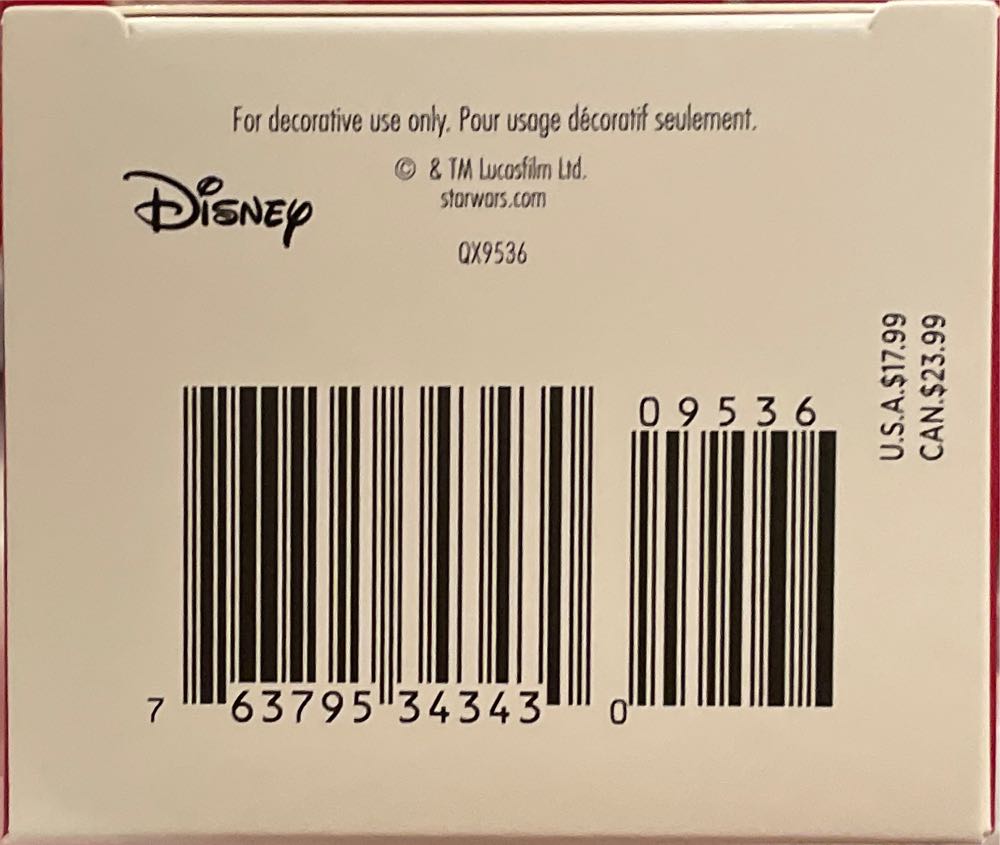 For decorative use only. Pour usage décoratif seulement.
© & TM Lucasfilm Ltd.
starwars.com
Disney
QX9536
U.S.A.$17.99
CAN.$23.99
09536
7 63795 34343 0